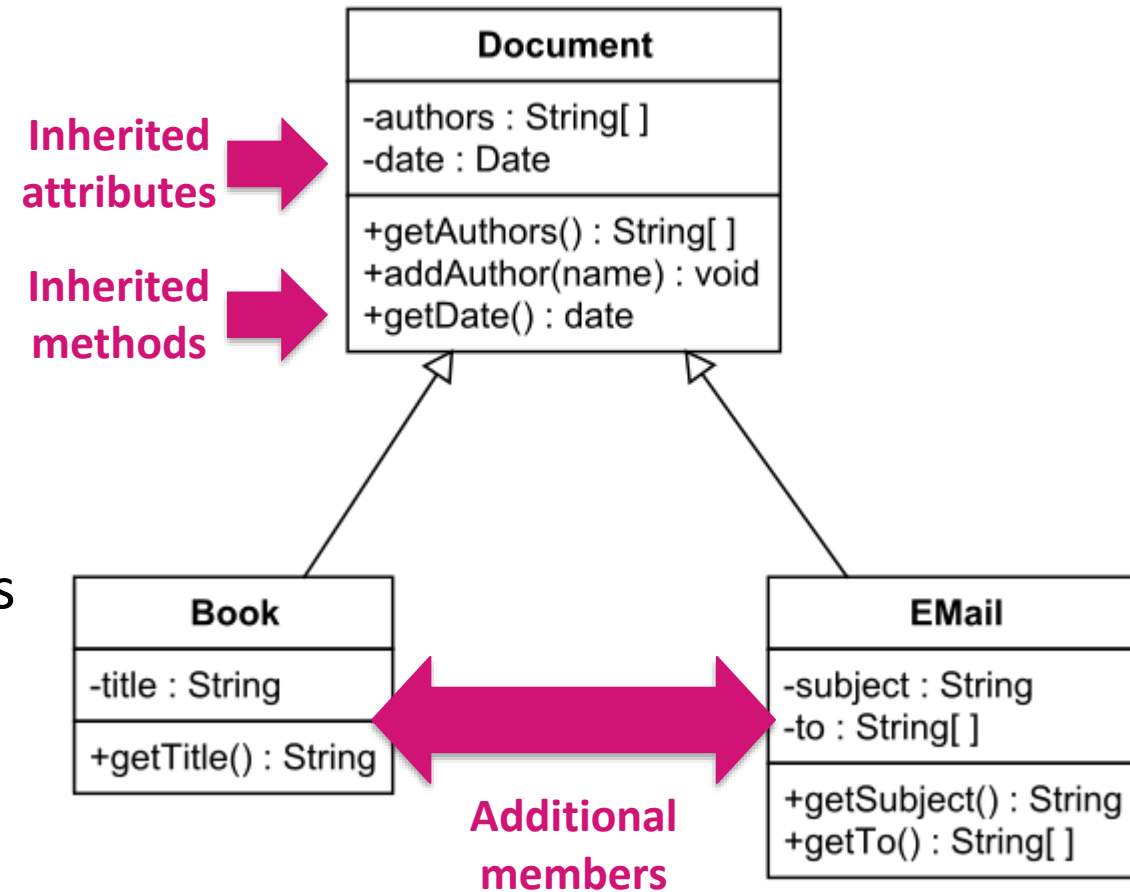 Document
-authors : String[ ]
-date : Date
+getAuthors() : String[ ]
+addAuthor(name) : void
+getDate() : date
Inherited
attributes
Inherited
methods
s
Book
-title : String
+getTitle() : String
EMail
-subject : String
-to : String[ ]
+getSubject() : String
+getTo() : String[ ]
Additional
members